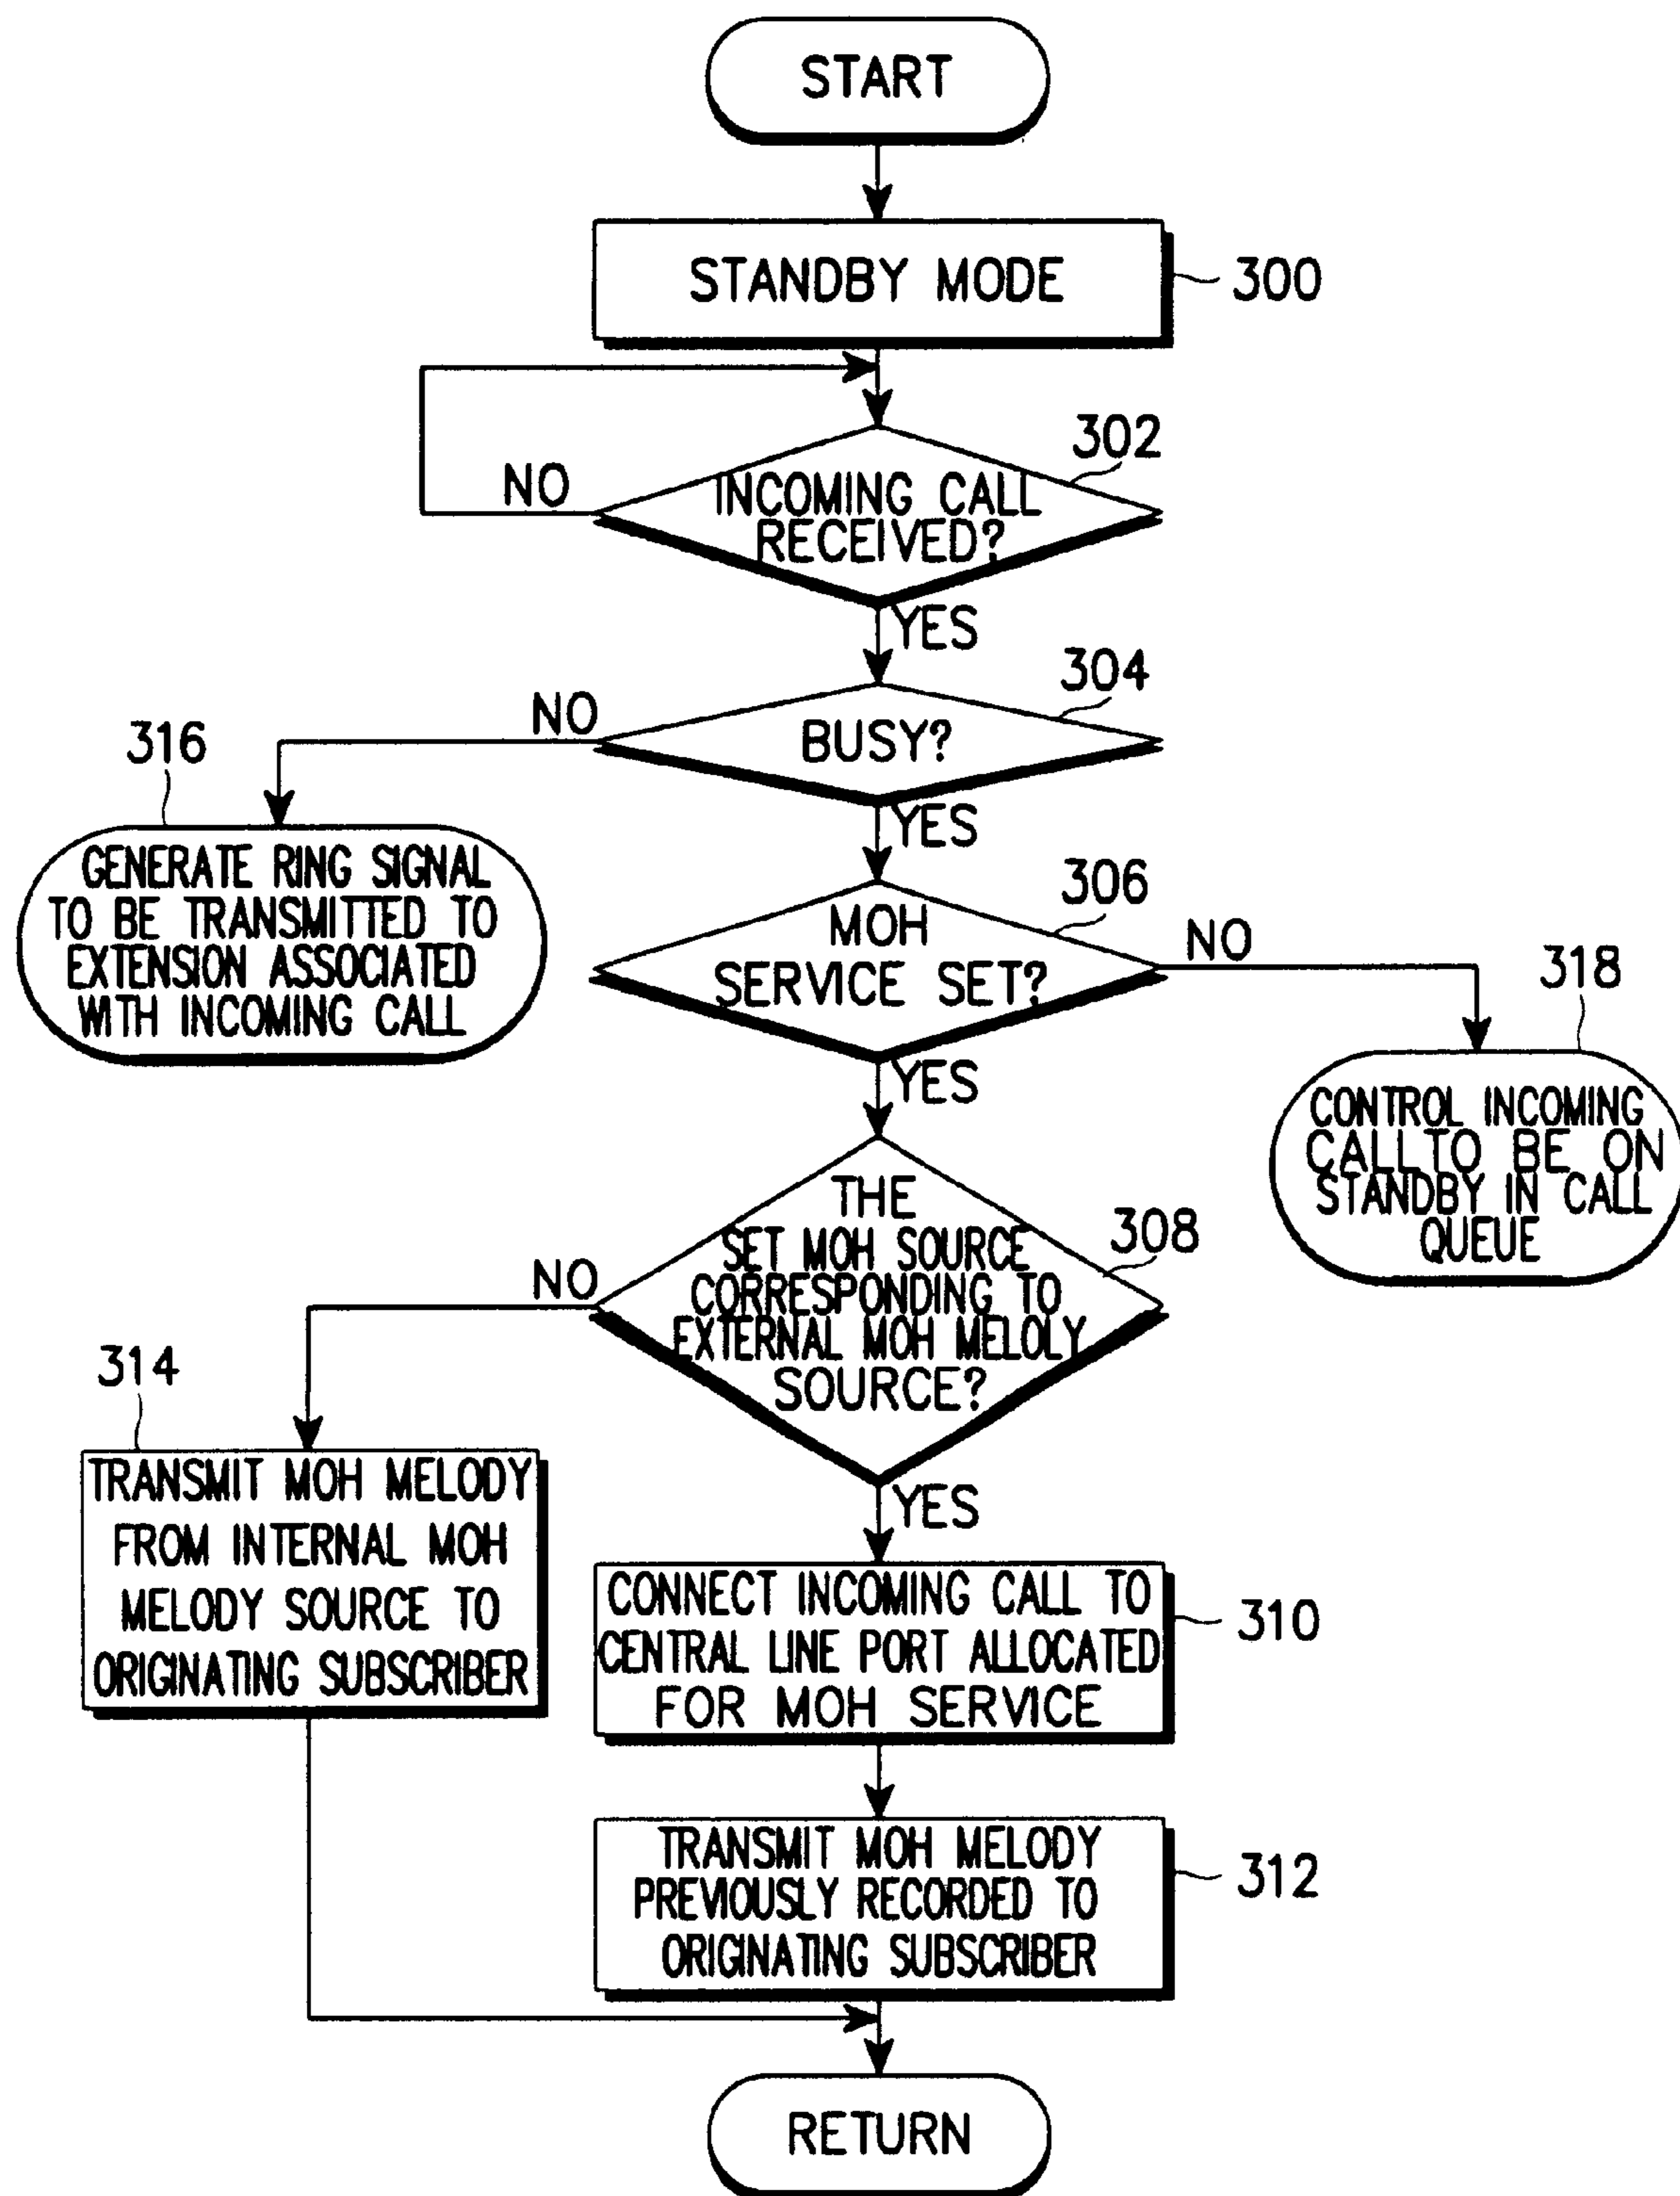 START
STANDBY MODE
300
302
NO
INCOMING CALL
RECEIVED?
YES
304
NO
BUSY?
316
YES
GENERATE RING SIGNAL
TO BE TRANSMITTED TO
EXTENSION ASSOCIATED
WITH INCOMING CALL
306
MOH
SERVICE SET?
NO
318
YES
CONTROL INCOMING
CALL TO BE ON
STANDBY IN CALL
QUEUE
THE
SET MOH SOURCE
CORRESPONDING TO
EXTERNAL MOH MELOLY
SOURCE?
308
NO
314
YES
TRANSMIT MOH MELODY
FROM INTERNAL MOH
MELODY SOURCE TO
ORIGINATING SUBSCRIBER
CONNECT INCOMING CALL TO
CENTRAL LINE PORT ALLOCATED
FOR MOH SERVICE
310
TRANSMIT MOH MELODY
PREVIOUSLY RECORDED TO
ORIGINATING SUBSCRIBER
312
RETURN